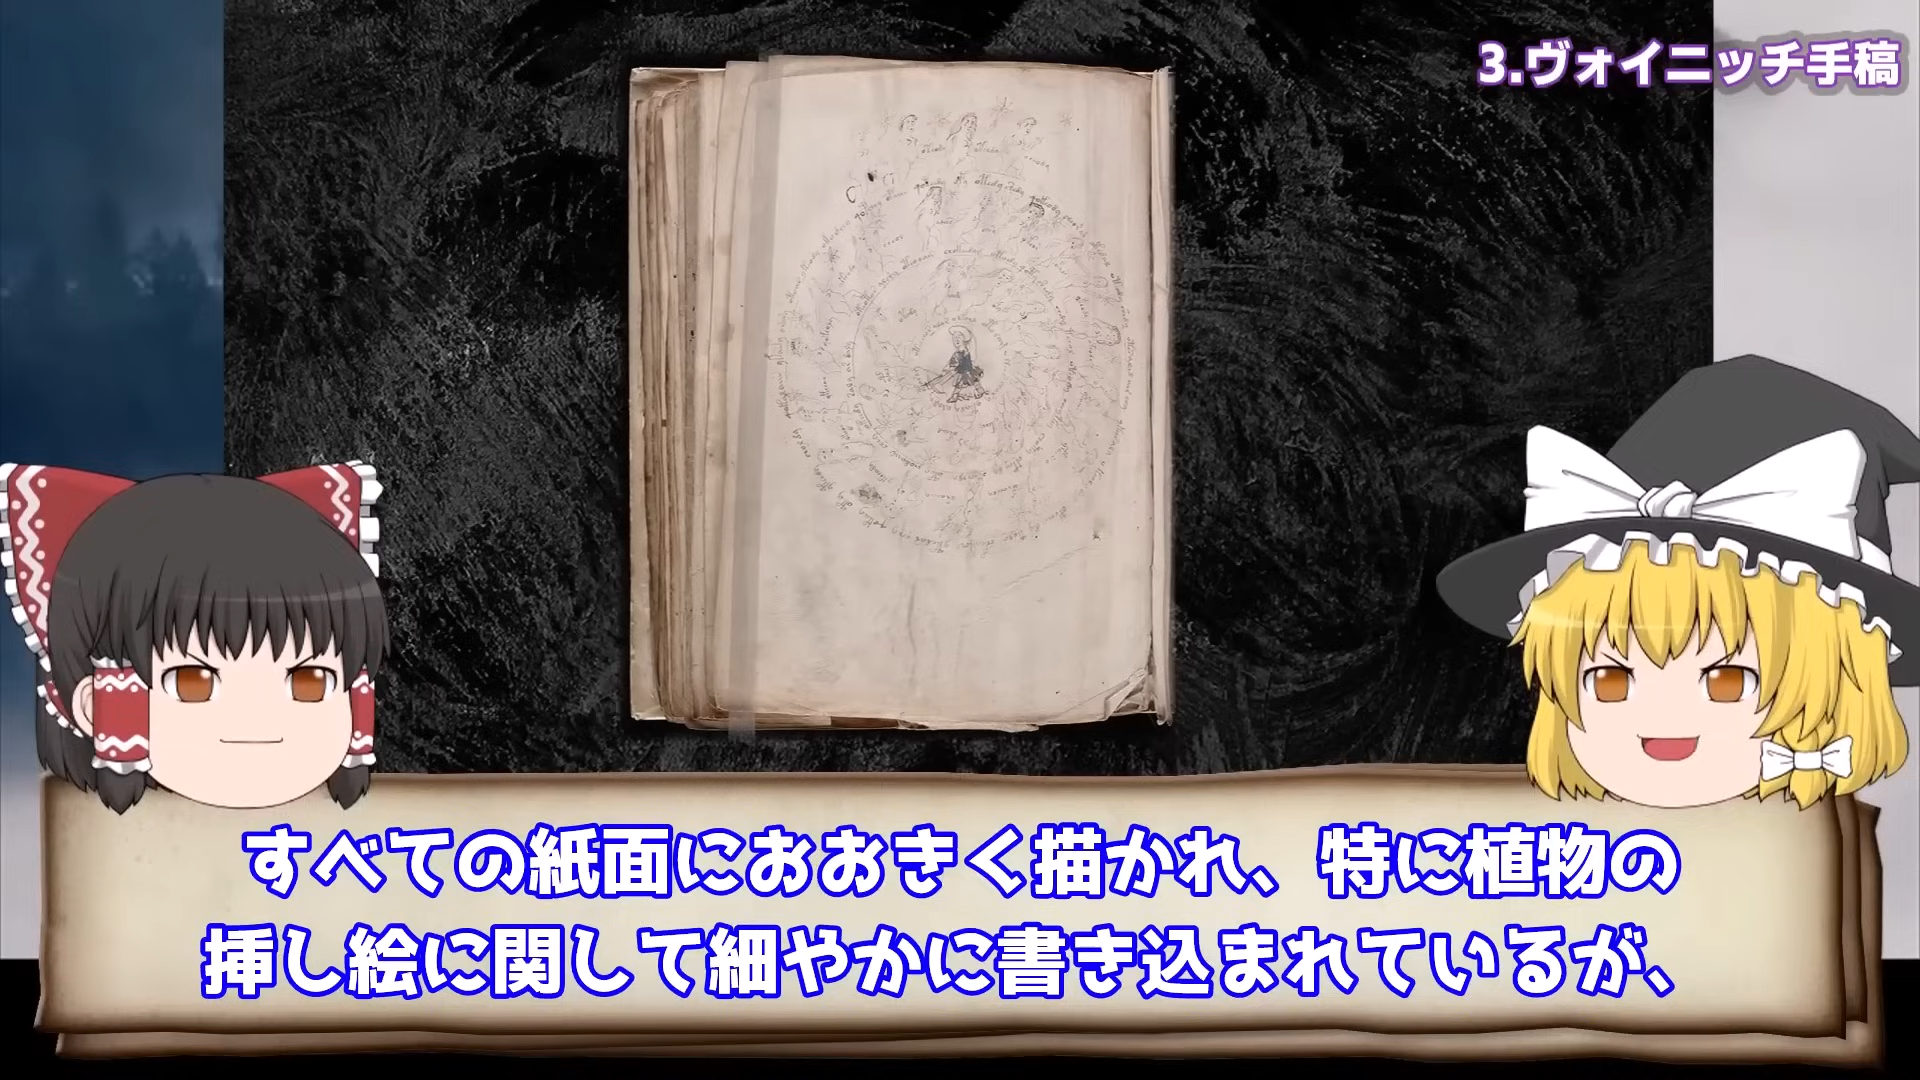 3.ヴォイニッチ手稿
すべての紙面におおきく描かれ、特に植物の
挿し絵に関して細やかに書き込まれているが、